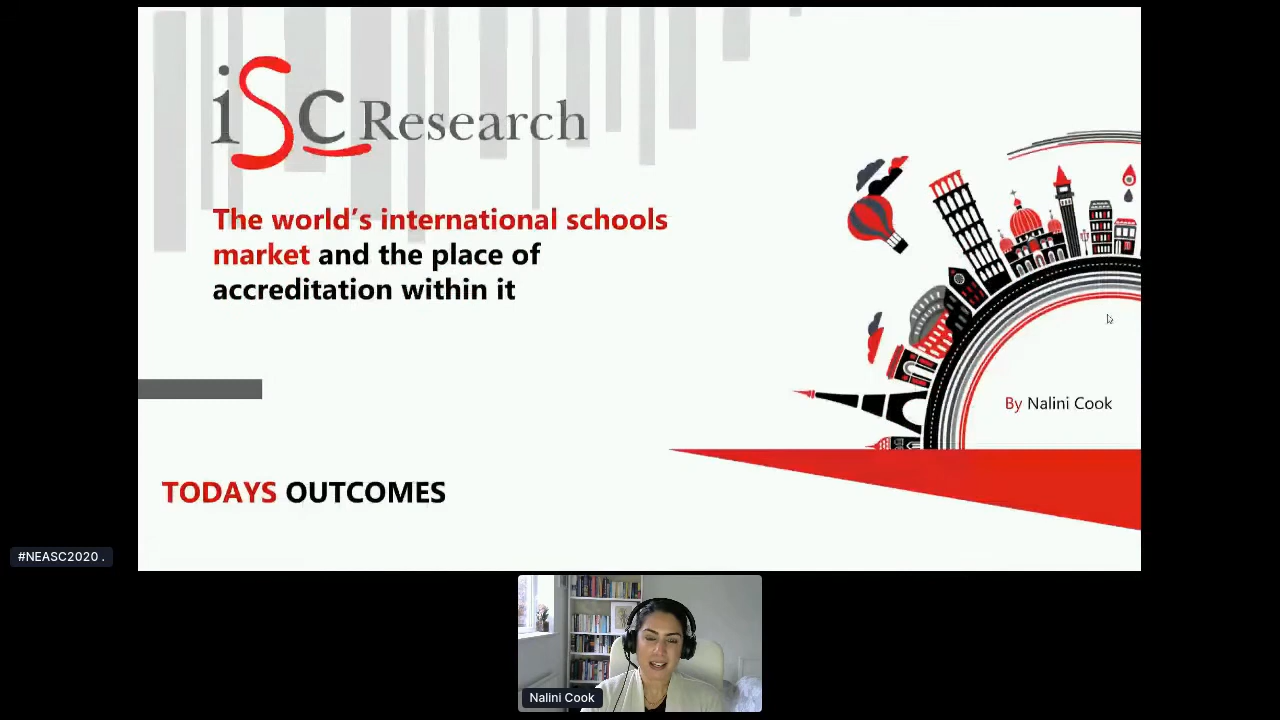 iSc Research
The world's international schools
market and the place of
accreditation within it
By Nalini Cook
TODAYS OUTCOMES
#NEASC2020 .
Nalini Cook